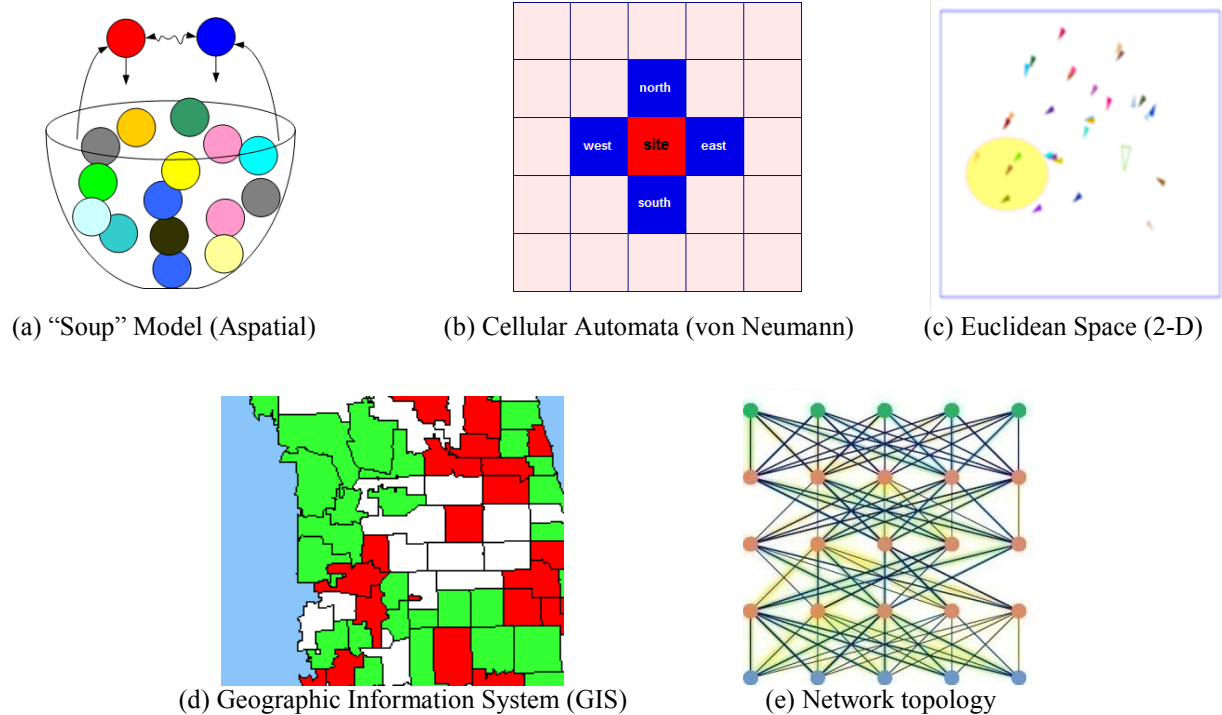 north
west site east
south
(a) “Soup” Model (Aspatial)
(b) Cellular Automata (von Neumann)
(c) Euclidean Space (2-D)
(d) Geographic Information System (GIS)
(e) Network topology